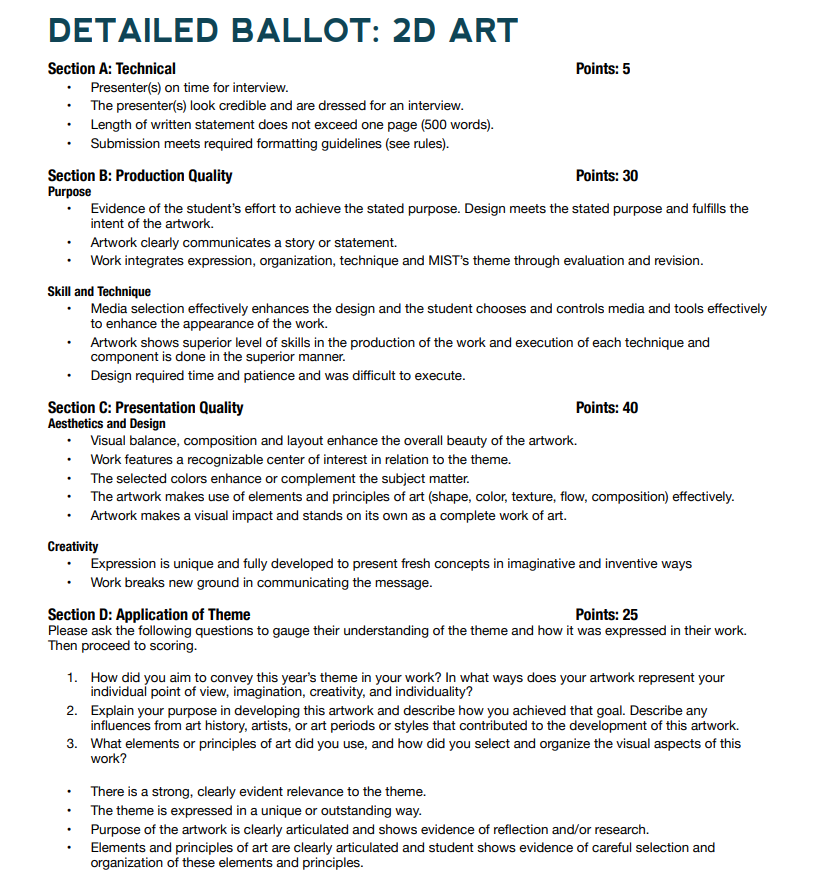 DETAILED BALLOT: 2D ART
Section A: Technical Points: 5
• Presenter(s) on time for interview.
• The presenter(s) look credible and are dressed for an interview.
• Length of written statement does not exceed one page (500 words).
• Submission meets required formatting guidelines (see rules).
Section B: Production Quality Points: 30
Purpose
• Evidence of the student's effort to achieve the stated purpose. Design meets the stated purpose and fulfills the
intent of the artwork.
• Artwork clearly communicates a story or statement.
• Work integrates expression, organization, technique and MIST's theme through evaluation and revision.
Skill and Technique
• Media selection effectively enhances the design and the student chooses and controls media and tools effectively
to enhance the appearance of the work.
• Artwork shows superior level of skills in the production of the work and execution of each technique and
component is done in the superior manner.
• Design required time and patience and was difficult to execute.
Section C: Presentation Quality Points: 40
Aesthetics and Design
• Visual balance, composition and layout enhance the overall beauty of the artwork.
• Work features a recognizable center of interest in relation to the theme.
• The selected colors enhance or complement the subject matter.
• The artwork makes use of elements and principles of art (shape, color, texture, flow, composition) effectively.
• Artwork makes a visual impact and stands on its own as a complete work of art.
Creativity
• Expression is unique and fully developed to present fresh concepts in imaginative and inventive ways
• Work breaks new ground in communicating the message.
Section D: Application of Theme Points: 25
Please ask the following questions to gauge their understanding of the theme and how it was expressed in their work.
Then proceed to scoring.
1. How did you aim to convey this year's theme in your work? In what ways does your artwork represent your
individual point of view, imagination, creativity, and individuality?
2. Explain your purpose in developing this artwork and describe how you achieved that goal. Describe any
influences from art history, artists, or art periods or styles that contributed to the development of this artwork.
3. What elements or principles of art did you use, and how did you select and organize the visual aspects of this
work?
• There is a strong, clearly evident relevance to the theme.
• The theme is expressed in a unique or outstanding way.
• Purpose of the artwork is clearly articulated and shows evidence of reflection and/or research.
• Elements and principles of art are clearly articulated and student shows evidence of careful selection and
organization of these elements and principles.